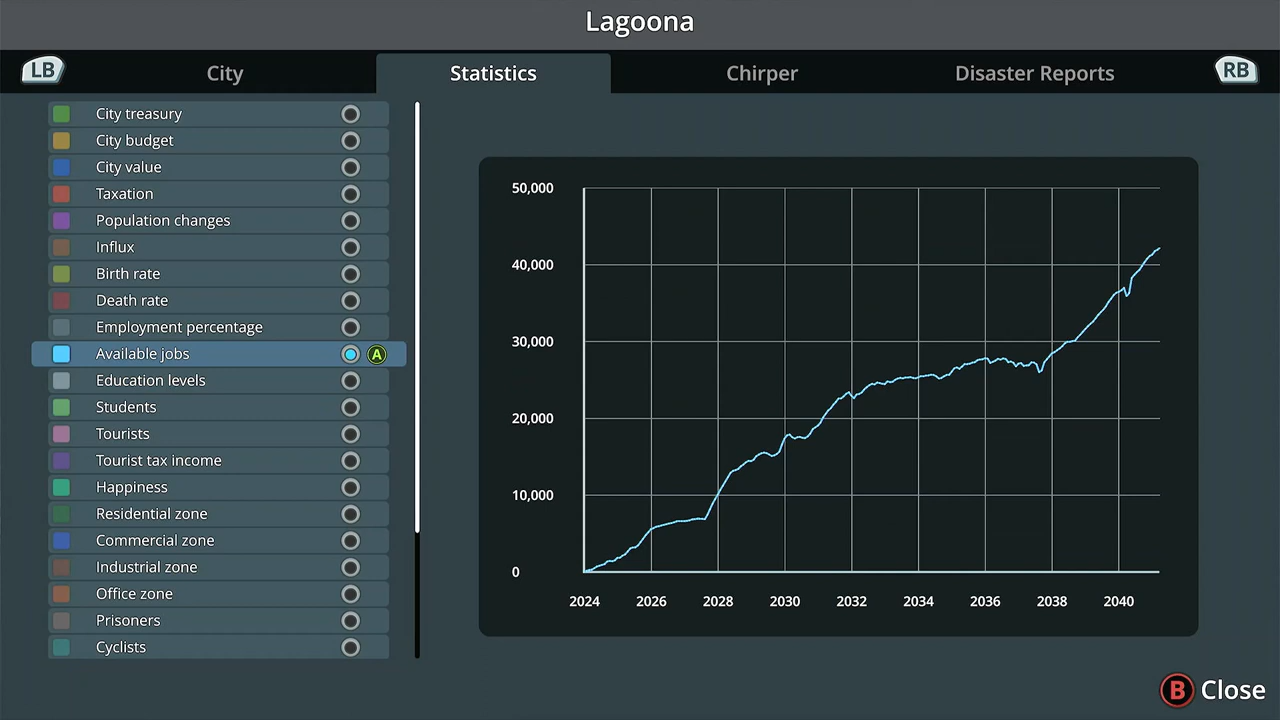 Lagoona
LB City Statistics Chirper Disaster Reports RB
City treasury
City budget
City value
Taxation
Population changes
Influx
Birth rate
Death rate
Employment percentage
Available jobs A
Education levels
Students
Tourists
Tourist tax income
Happiness
Residential zone
Commercial zone
Industrial zone
Office zone
Prisoners
Cyclists
50,000
40,000
30,000
20,000
10,000
0
2024 2026 2028 2030 2032 2034 2036 2038 2040
B Close